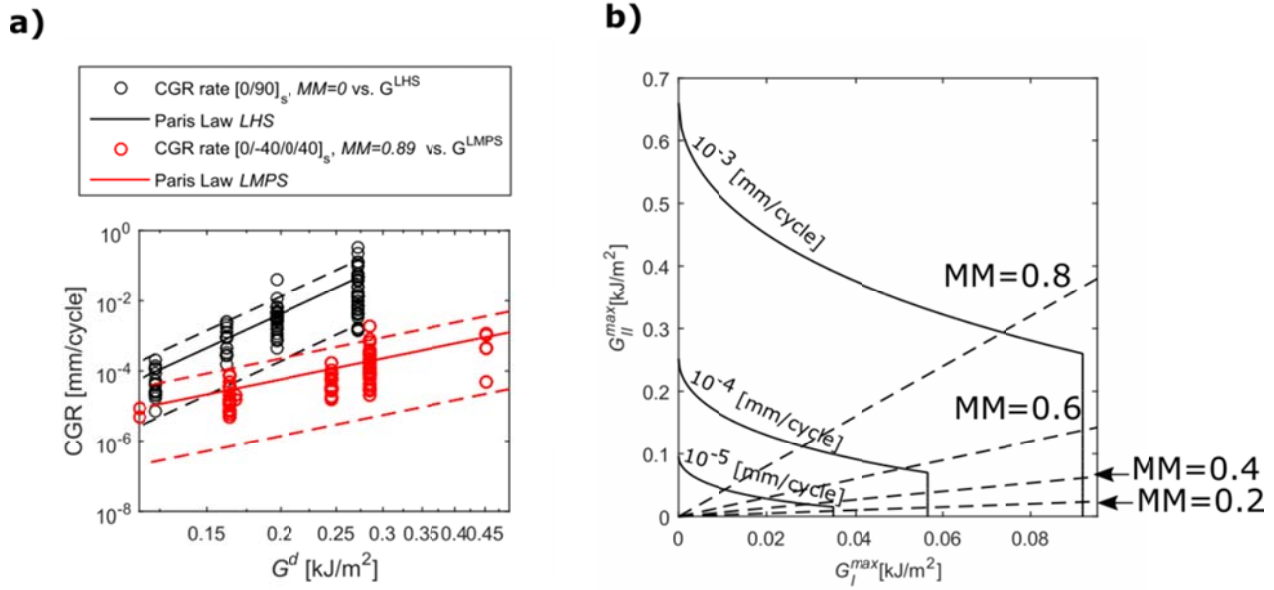 a)
CGR rate [0/90]s, MM=0 vs. G^LHS
Paris Law LHS
CGR rate [0/-40/0/40]s, MM=0.89 vs. G^LMPS
Paris Law LMPS
CGR [mm/cycle]
10^0
10^-2
10^-4
10^-6
10^-8
0.15 0.2 0.25 0.3 0.35 0.4 0.45
G^d [kJ/m²]
b)
G_II^max[kJ/m²]
0.7
0.6
0.5
0.4
0.3
0.2
0.1
0
10^-3 [mm/cycle]
10^-4 [mm/cycle]
10^-5 [mm/cycle]
MM=0.8
MM=0.6
MM=0.4
MM=0.2
0 0.02 0.04 0.06 0.08
G_I^max[kJ/m²]